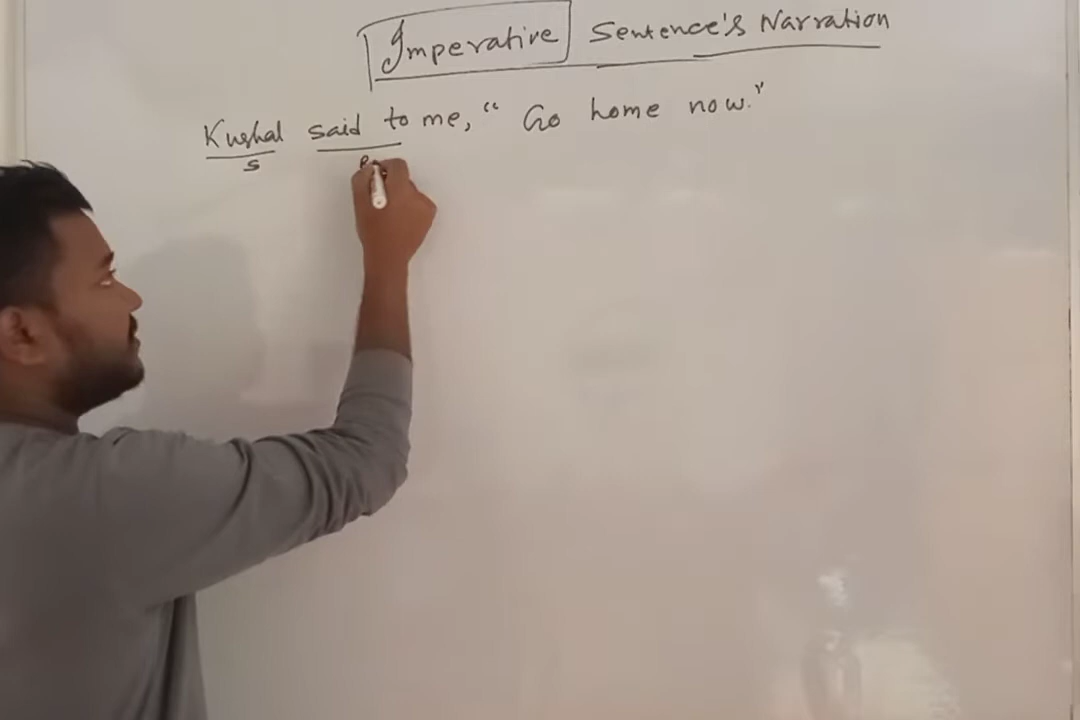 Imperative Sentence's Narration
Kushal said to me, "Go home now."
S